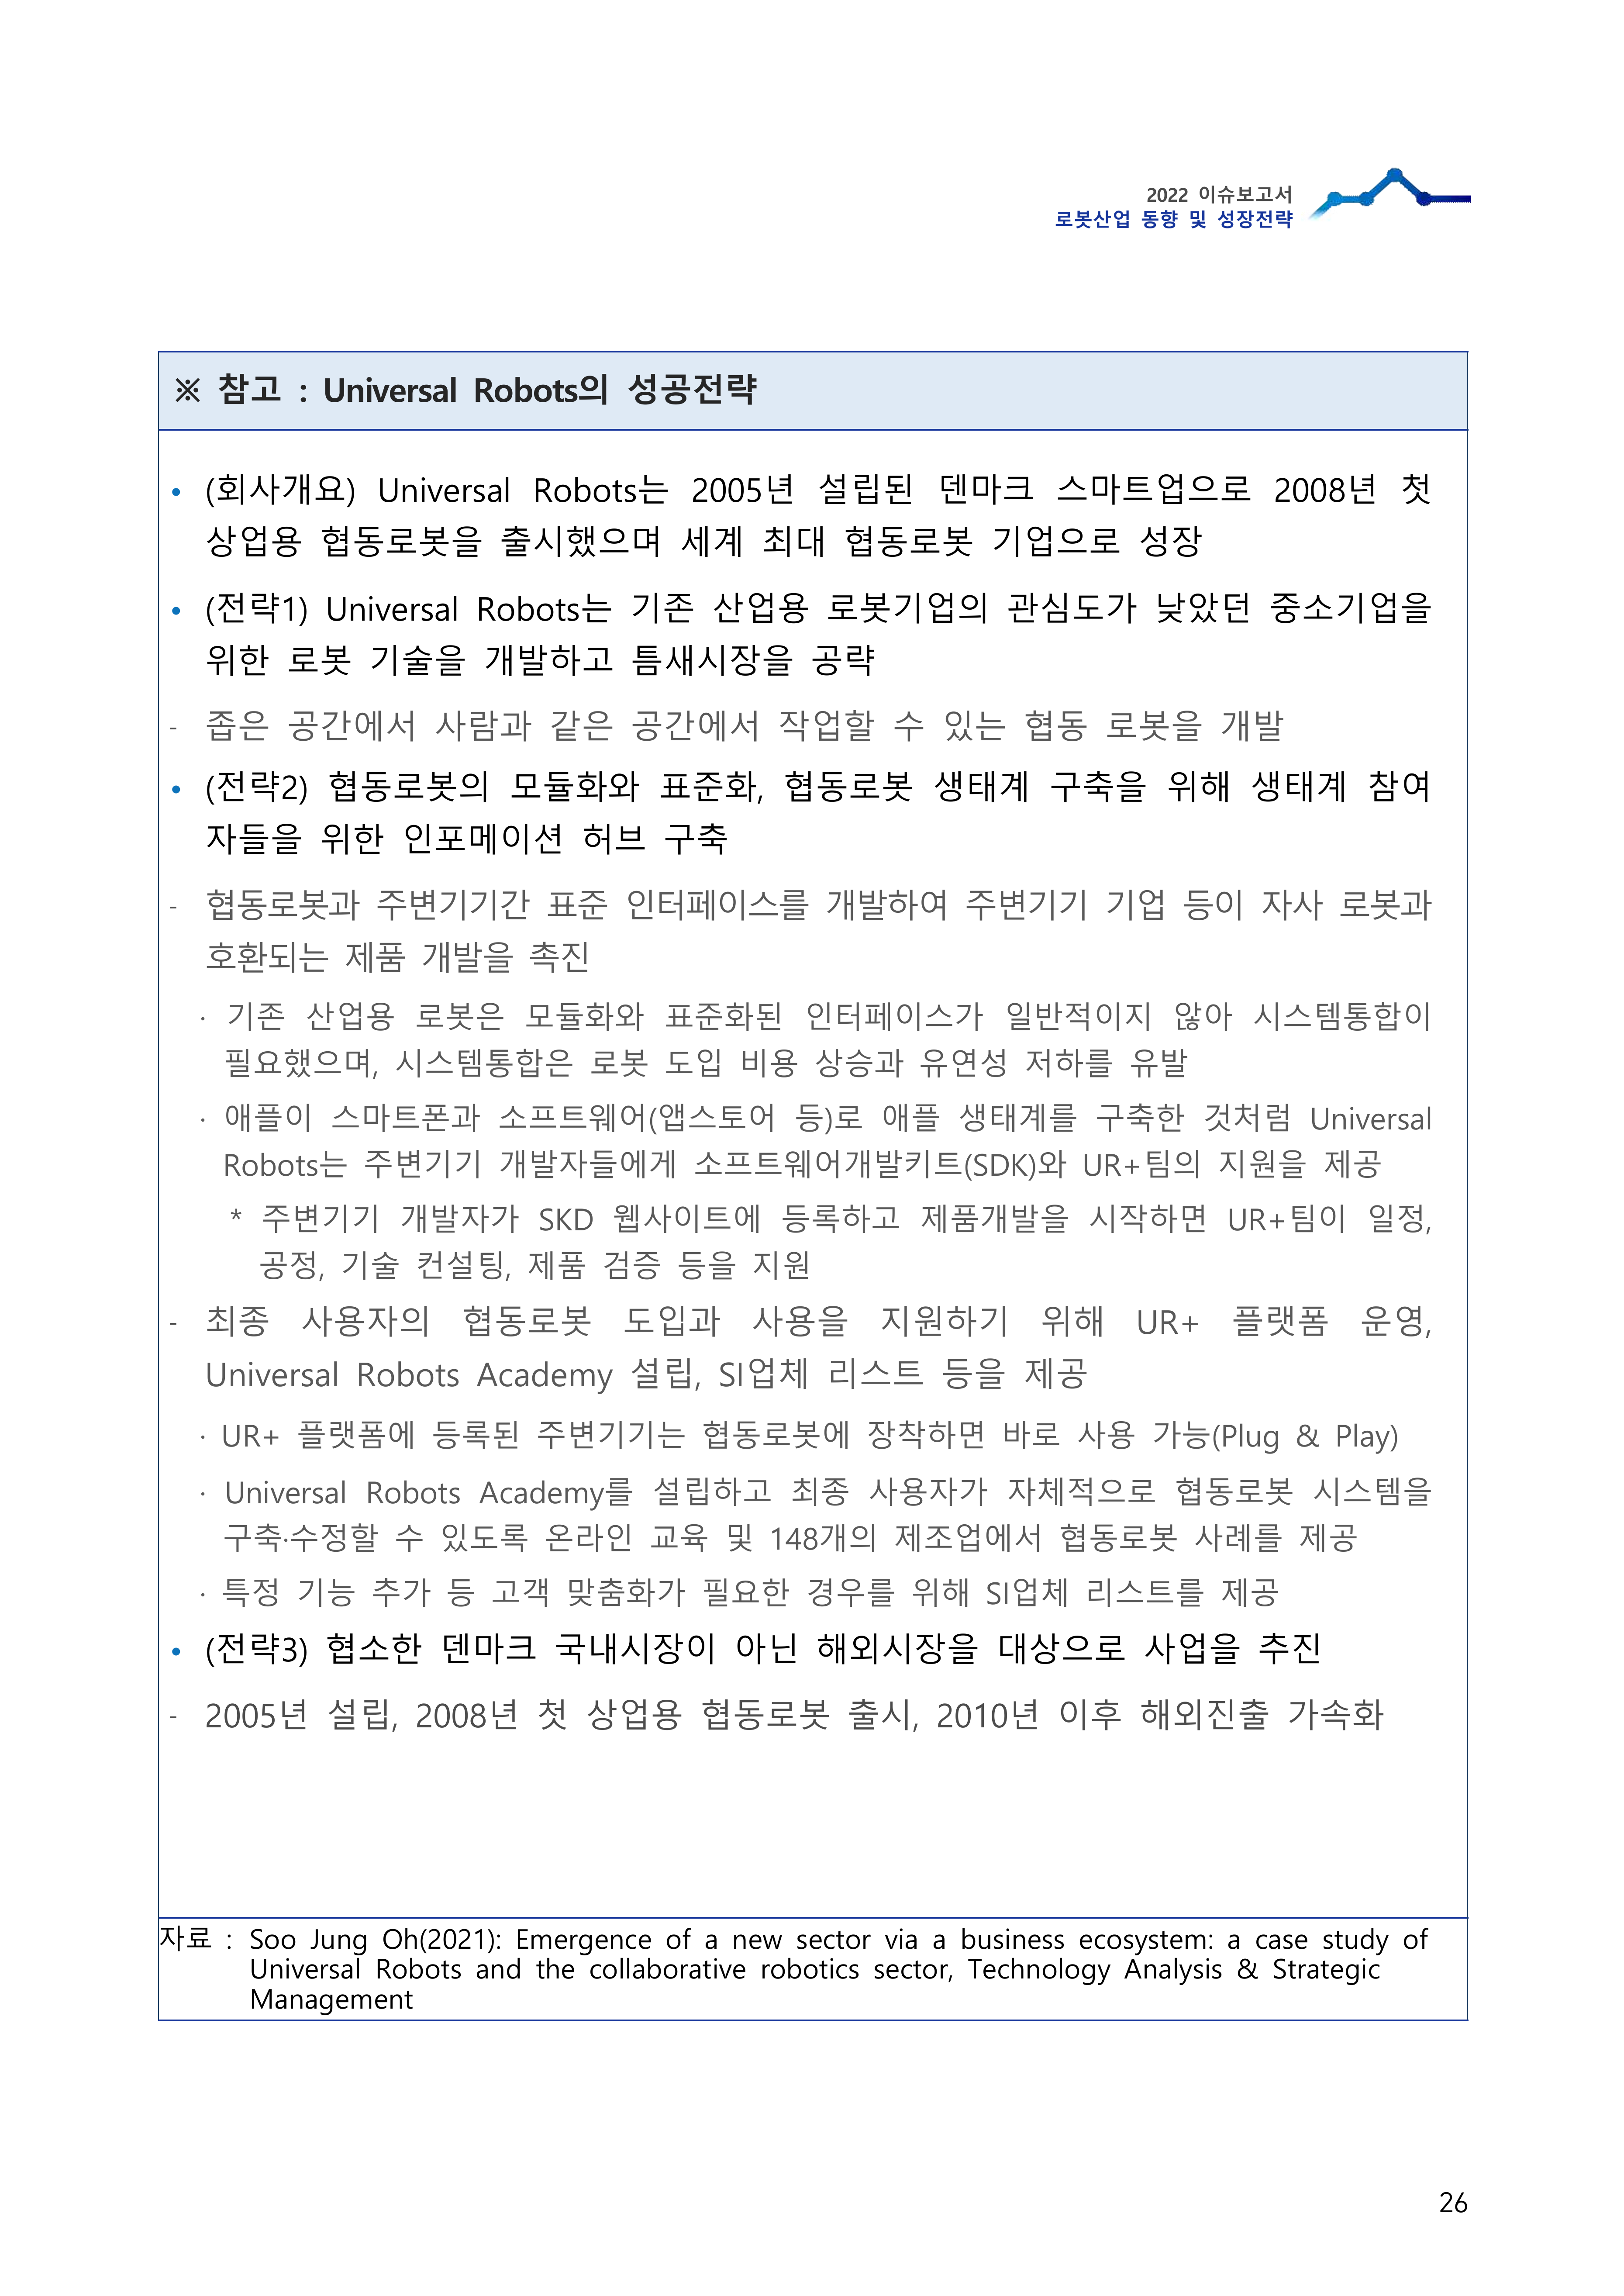 2022 이슈보고서
로봇산업 동향 및 성장전략
※ 참고 : Universal Robots의 성공전략
• (회사개요) Universal Robots는 2005년 설립된 덴마크 스마트업으로 2008년 첫
상업용 협동로봇을 출시했으며 세계 최대 협동로봇 기업으로 성장
• (전략1) Universal Robots는 기존 산업용 로봇기업의 관심도가 낮았던 중소기업을
위한 로봇 기술을 개발하고 틈새시장을 공략
- 좁은 공간에서 사람과 같은 공간에서 작업할 수 있는 협동 로봇을 개발
• (전략2) 협동로봇의 모듈화와 표준화, 협동로봇 생태계 구축을 위해 생태계 참여
자들을 위한 인포메이션 허브 구축
- 협동로봇과 주변기기간 표준 인터페이스를 개발하여 주변기기 기업 등이 자사 로봇과
호환되는 제품 개발을 촉진
· 기존 산업용 로봇은 모듈화와 표준화된 인터페이스가 일반적이지 않아 시스템통합이
필요했으며, 시스템통합은 로봇 도입 비용 상승과 유연성 저하를 유발
· 애플이 스마트폰과 소프트웨어(앱스토어 등)로 애플 생태계를 구축한 것처럼 Universal
Robots는 주변기기 개발자들에게 소프트웨어개발키트(SDK)와 UR+팀의 지원을 제공
* 주변기기 개발자가 SKD 웹사이트에 등록하고 제품개발을 시작하면 UR+팀이 일정,
공정, 기술 컨설팅, 제품 검증 등을 지원
- 최종 사용자의 협동로봇 도입과 사용을 지원하기 위해 UR+ 플랫폼 운영,
Universal Robots Academy 설립, SI업체 리스트 등을 제공
· UR+ 플랫폼에 등록된 주변기기는 협동로봇에 장착하면 바로 사용 가능(Plug & Play)
· Universal Robots Academy를 설립하고 최종 사용자가 자체적으로 협동로봇 시스템을
구축·수정할 수 있도록 온라인 교육 및 148개의 제조업에서 협동로봇 사례를 제공
· 특정 기능 추가 등 고객 맞춤화가 필요한 경우를 위해 SI업체 리스트를 제공
• (전략3) 협소한 덴마크 국내시장이 아닌 해외시장을 대상으로 사업을 추진
- 2005년 설립, 2008년 첫 상업용 협동로봇 출시, 2010년 이후 해외진출 가속화
자료 : Soo Jung Oh(2021): Emergence of a new sector via a business ecosystem: a case study of
Universal Robots and the collaborative robotics sector, Technology Analysis & Strategic
Management
26